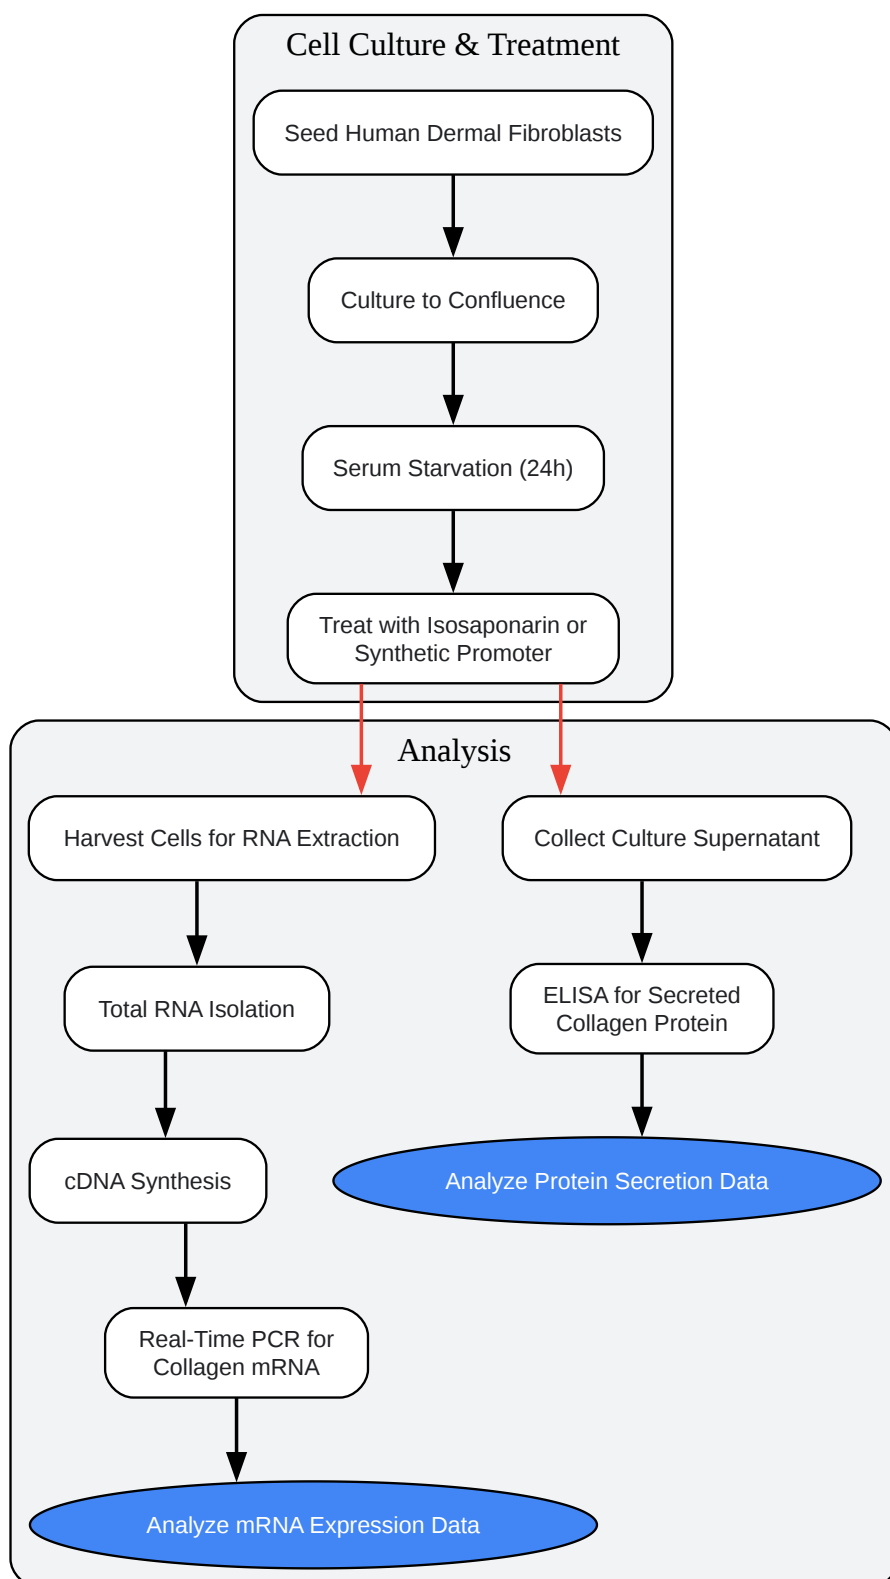 Cell Culture & Treatment
Seed Human Dermal Fibroblasts
Culture to Confluence
Serum Starvation (24h)
Treat with Isosaponarin or
Synthetic Promoter
Analysis
Harvest Cells for RNA Extraction
Collect Culture Supernatant
Total RNA Isolation
ELISA for Secreted
Collagen Protein
cDNA Synthesis
Analyze Protein Secretion Data
Real-Time PCR for
Collagen mRNA
Analyze mRNA Expression Data